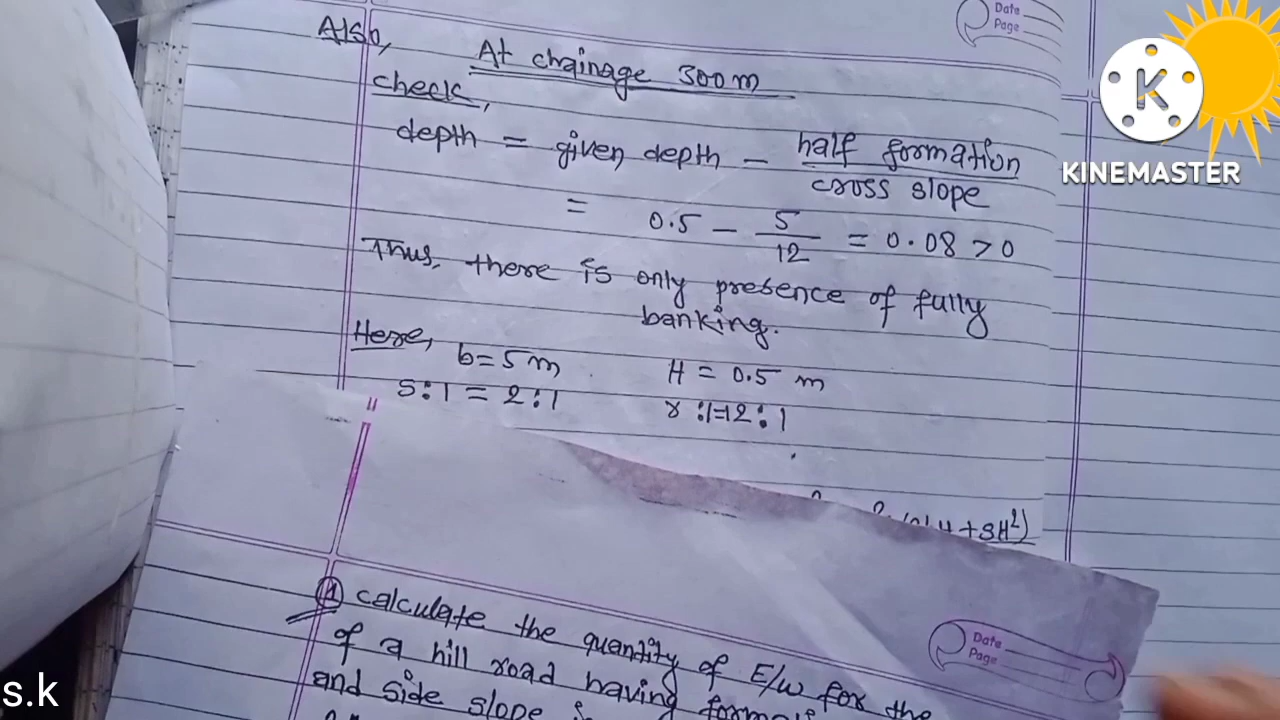 Date
Page
Also,
At chainage 300m
check,
depth = given depth - half formation / cross slope
= 0.5 - 5/12 = 0.08 > 0
Thus, there is only presence of fully
banking.
Here, b = 5 m H = 0.5 m
s:1 = 2:1 r:1=12:1
+SH²)
Date
Page
calculate the quantity of E/W for the
of a hill road having
and side slope
K
KINEMASTER
s.k